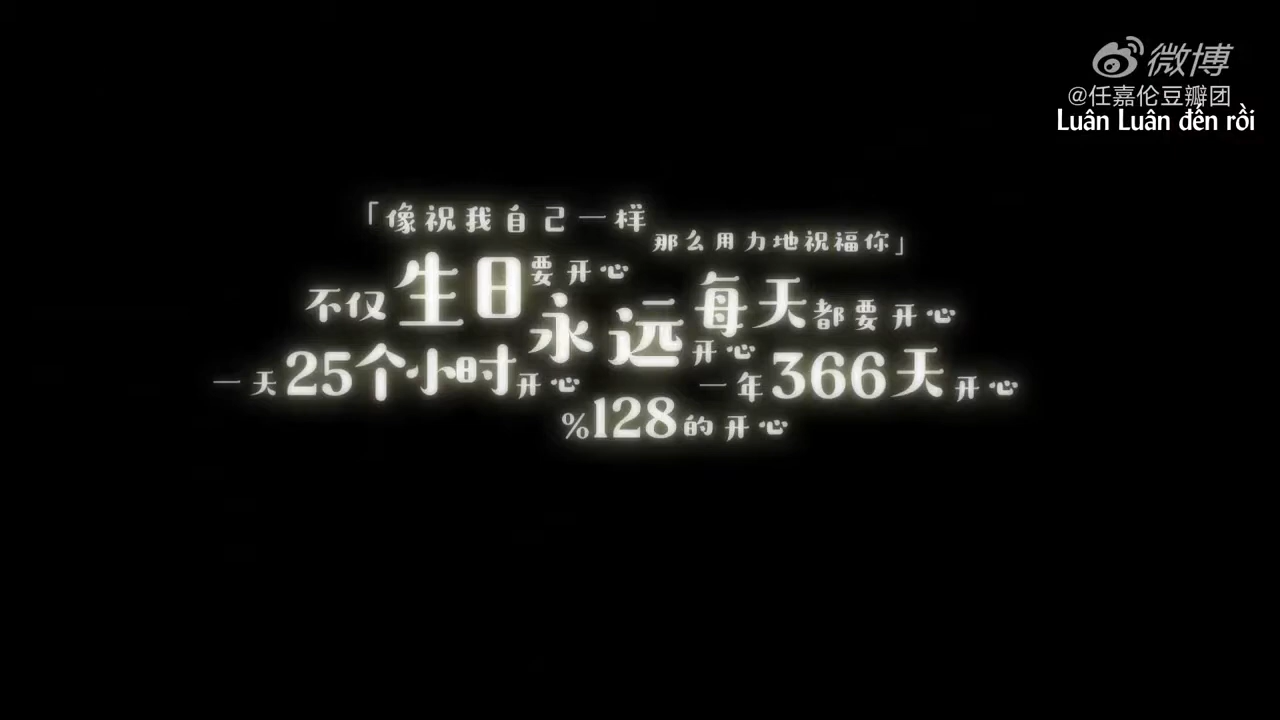 微博
@任嘉伦豆瓣团
Luân Luân đến rồi
「像祝我自己一样
那么用力地祝福你」
不仅生日要开心
每天都要开心
永远开心
一天25个小时开心
一年366天开心
%128的开心